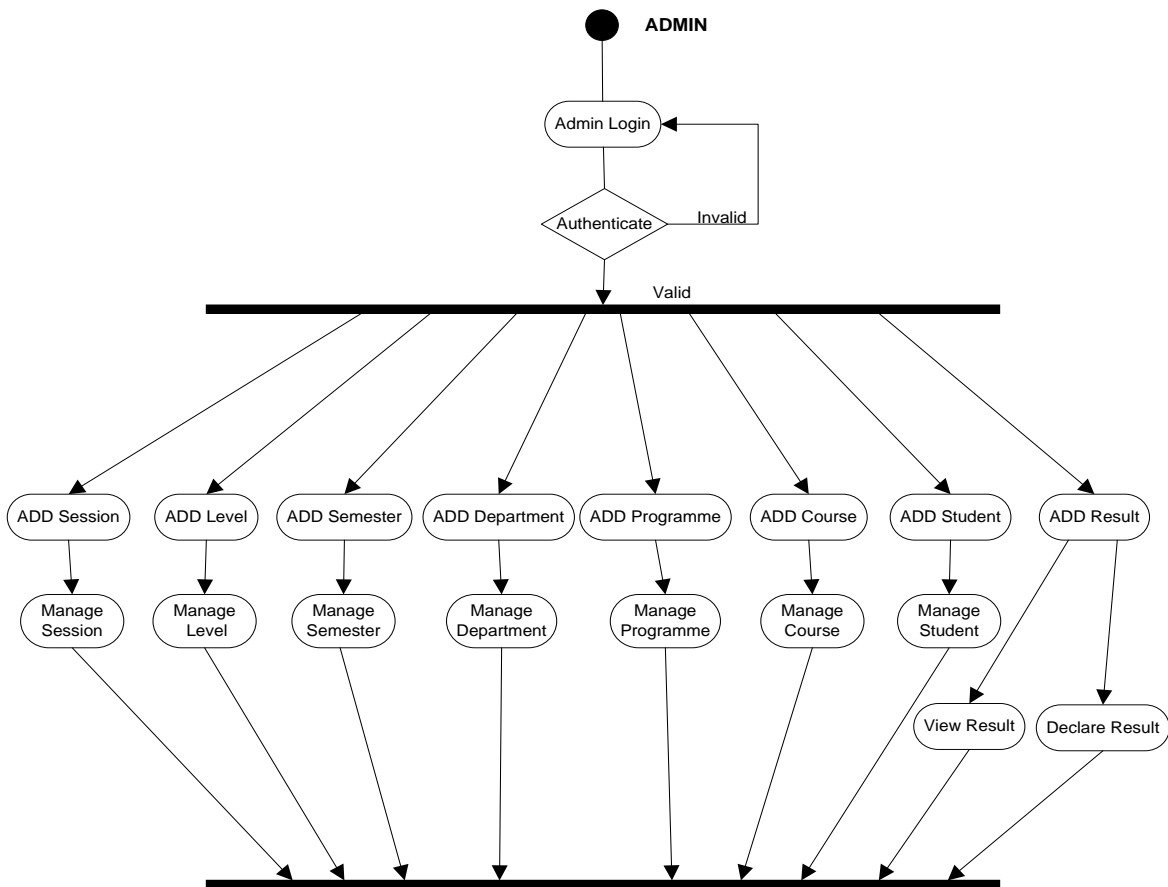 ADMIN
Admin Login
Authenticate
Invalid
Valid
ADD Session
ADD Level
ADD Semester
ADD Department
ADD Programme
ADD Course
ADD Student
ADD Result
Manage
Session
Manage
Level
Manage
Semester
Manage
Department
Manage
Programme
Manage
Course
Manage
Student
View Result
Declare Result